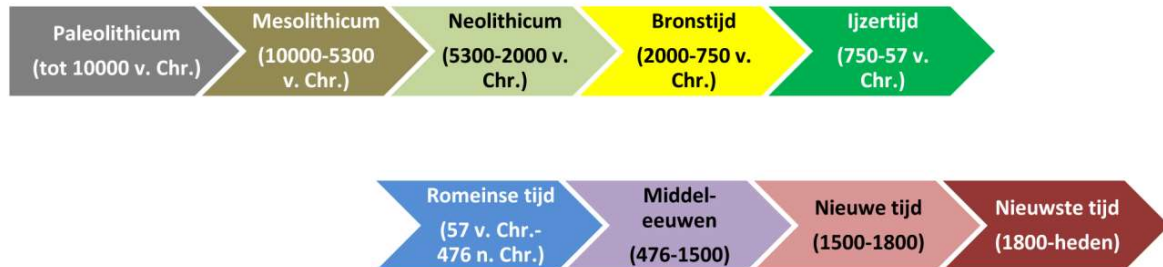 Paleolithicum
(tot 10000 v. Chr.)
Mesolithicum
(10000-5300
v. Chr.)
Neolithicum
(5300-2000 v.
Chr.)
Bronstijd
(2000-750 v.
Chr.)
Ijzertijd
(750-57 v.
Chr.)
Romeinse tijd
(57 v. Chr.-
476 n. Chr.)
Middel-
eeuwen
(476-1500)
Nieuwe tijd
(1500-1800)
Nieuwste tijd
(1800-heden)